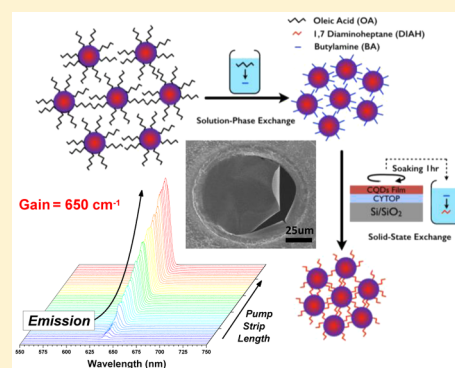 Oleic Acid (OA)
1,7 Diaminoheptane (DIAH)
Butylamine (BA)
Solution-Phase Exchange
Soaking 1hr
CQDs Film
CYTOP
Si/SiO₂
Solid-State Exchange
25um
Gain = 650 cm⁻¹
Emission
Pump
Strip
Length
550 600 625 650 675 700 725 750
Wavelength (nm)